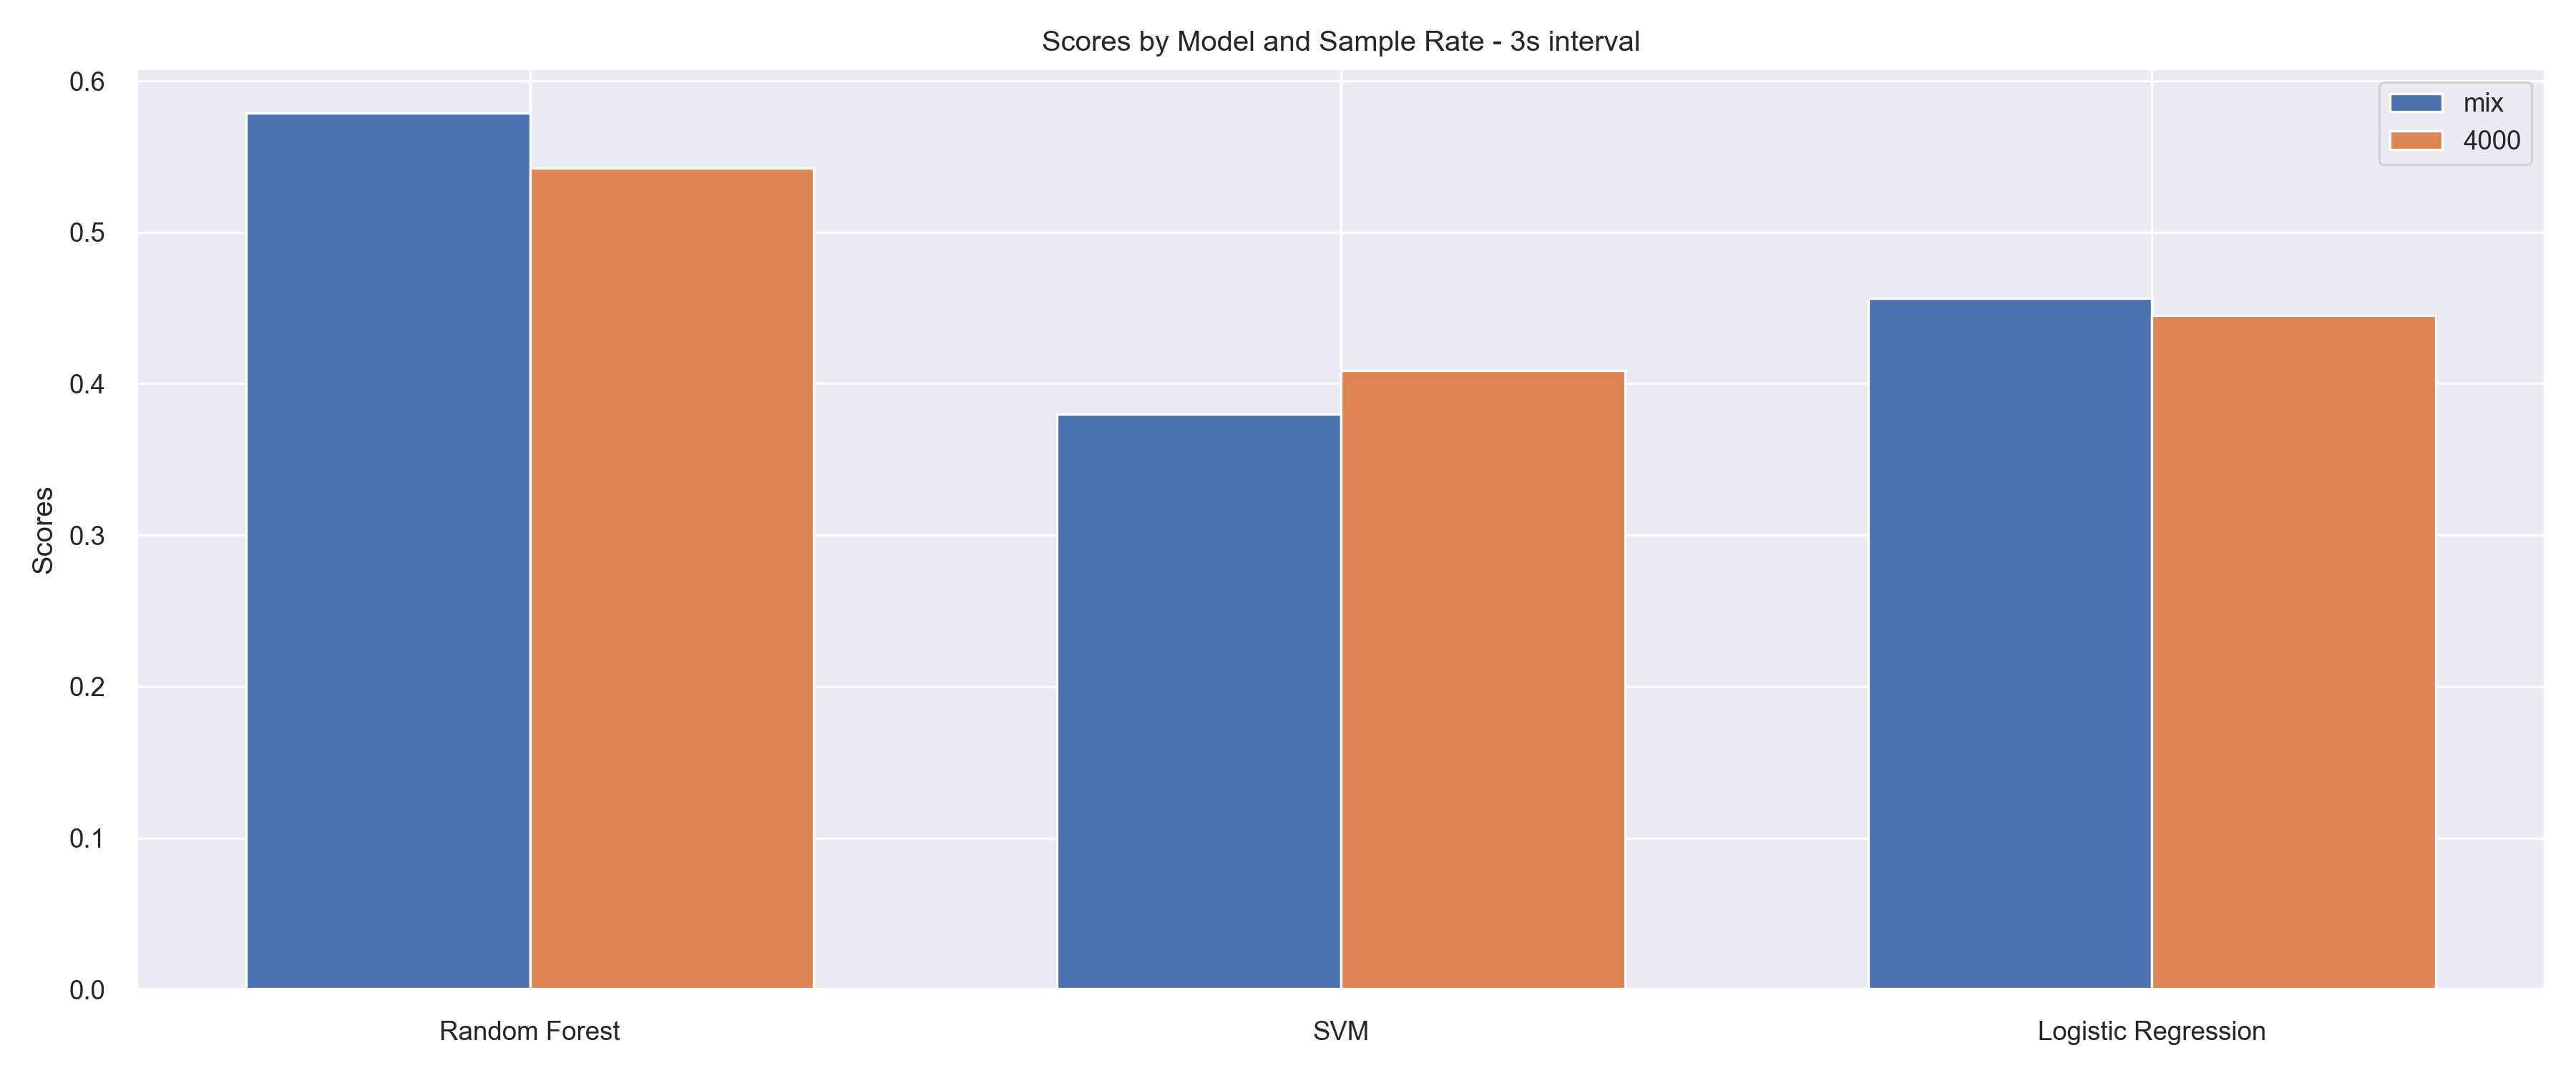 Scores by Model and Sample Rate - 3s interval
mix
4000
Scores
0.6
0.5
0.4
0.3
0.2
0.1
0.0
Random Forest
SVM
Logistic Regression